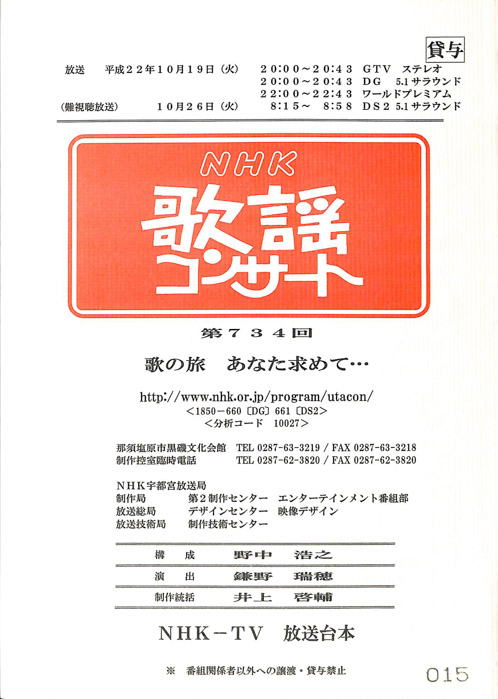 貸与
放送　平成22年10月19日(火)　20:00～20:43　GTV　ステレオ
20:00～20:43　DG　5.1サラウンド
22:00～22:43　ワールドプレミアム
(難視聴放送)　10月26日(火)　8:15～ 8:58　DS2　5.1サラウンド
NHK
歌謡
コンサート
第734回
歌の旅　あなた求めて…
http://www.nhk.or.jp/program/utacon/
<1850-660〔DG〕661〔DS2>
<分析コード　10027>
那須塩原市黒磯文化会館　TEL 0287-63-3219 / FAX 0287-63-3218
制作控室臨時電話　TEL 0287-62-3820 / FAX 0287-62-3820
NHK宇都宮放送局
制作局　第2制作センター　エンターテインメント番組部
放送総局　デザインセンター　映像デザイン
放送技術局　制作技術センター
構　成　野中　浩之
演　出　鎌野　瑞穂
制作統括　井上　啓輔
NHK-TV　放送台本
※　番組関係者以外への譲渡・貸与禁止
015